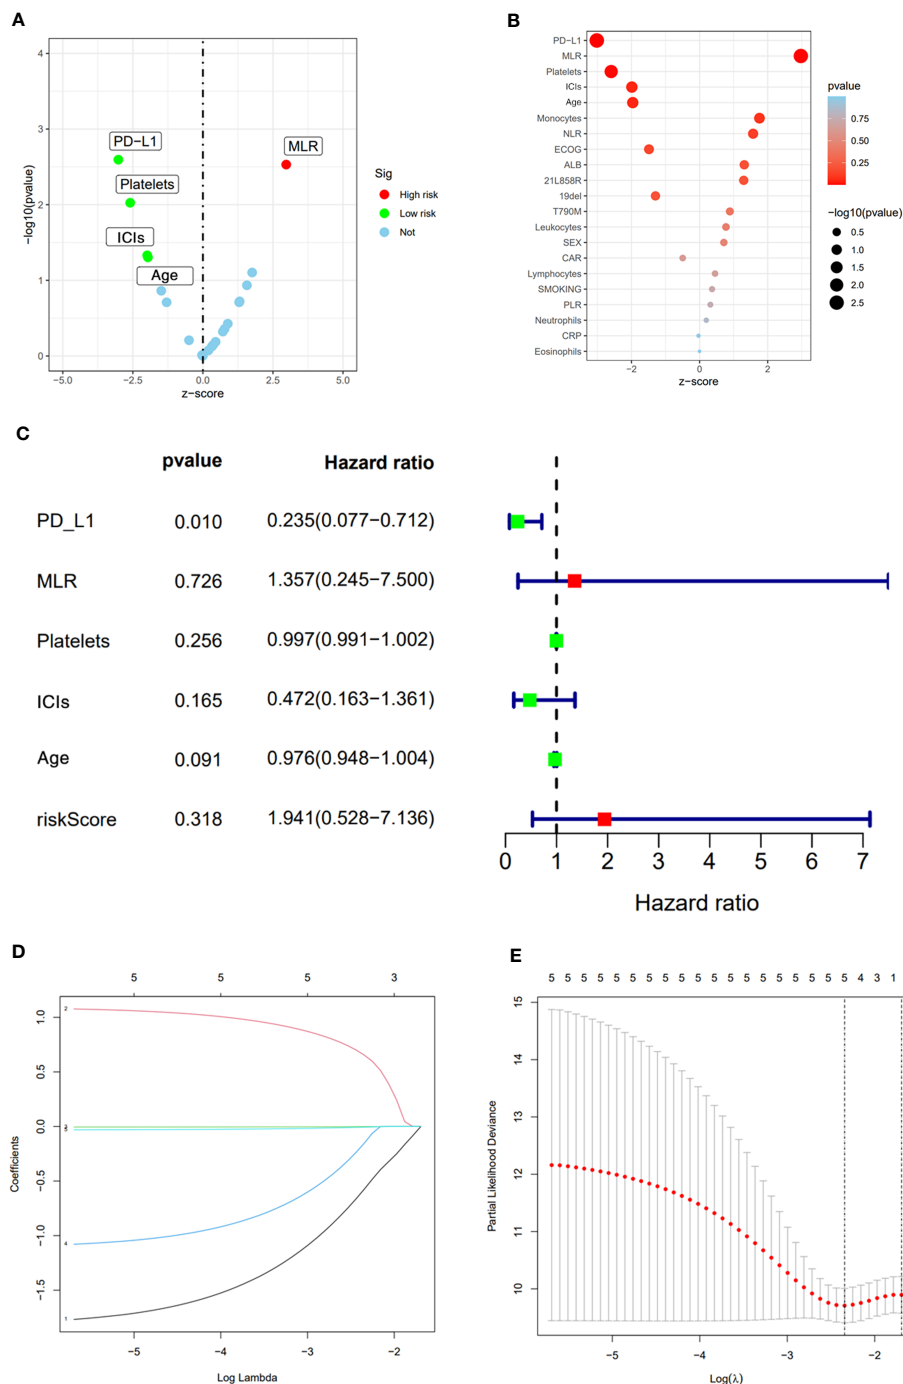 A
4
3
2
1
0
−log10(pvalue)
PD−L1
MLR
Platelets
ICIs
Age
−5.0
−2.5
0.0
2.5
5.0
z−score
Sig
High risk
Low risk
Not
B
PD−L1
MLR
Platelets
ICIs
Age
Monocytes
NLR
ECOG
ALB
21L858R
19del
T790M
Leukocytes
SEX
CAR
Lymphocytes
SMOKING
PLR
Neutrophils
CRP
Eosinophils
−2
0
2
z−score
pvalue
0.75
0.50
0.25
−log10(pvalue)
0.5
1.0
1.5
2.0
2.5
C
pvalue Hazard ratio
PD_L1 0.010 0.235(0.077−0.712)
MLR 0.726 1.357(0.245−7.500)
Platelets 0.256 0.997(0.991−1.002)
ICIs 0.165 0.472(0.163−1.361)
Age 0.091 0.976(0.948−1.004)
riskScore 0.318 1.941(0.528−7.136)
0 1 2 3 4 5 6 7
Hazard ratio
D
5 5 5 3
1.0
0.5
0.0
−0.5
−1.0
−1.5
Coefficients
2
4
1
−5 −4 −3 −2
Log Lambda
E
5 5 5 5 5 5 5 5 5 5 5 5 5 5 5 5 5 5 5 4 3 1
15
14
13
12
11
10
Partial Likelihood Deviance
−5 −4 −3 −2
Log(λ)